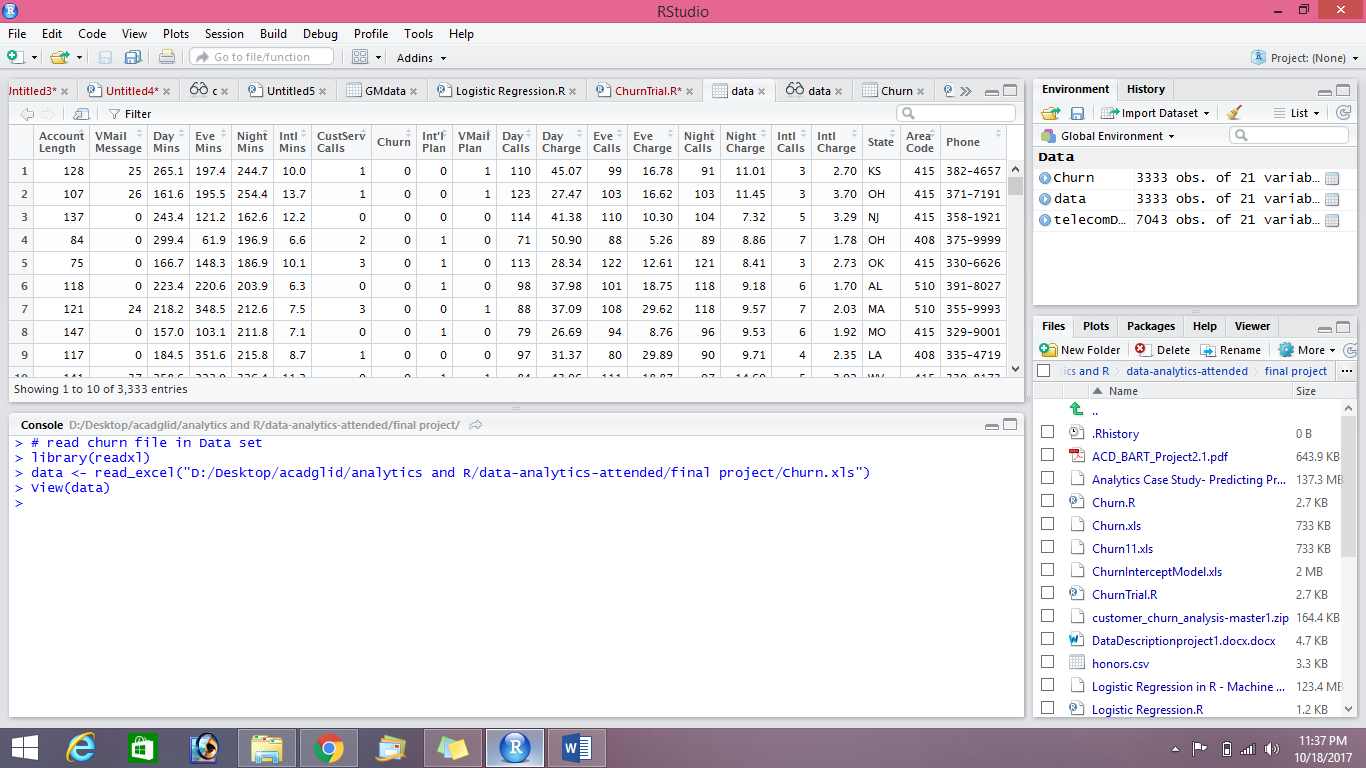 RStudio
File Edit Code View Plots Session Build Debug Profile Tools Help
Go to file/function Addins Project: (None)
Untitled3* Untitled4* c Untitled5 GMdata Logistic Regression.R ChurnTrial.R* data data Churn
Filter
Account Length VMail Message Day Mins Eve Mins Night Mins Intl Mins CustServ Calls Churn Int'l Plan VMail Plan Day Calls Day Charge Eve Calls Eve Charge Night Calls Night Charge Intl Calls Intl Charge State Area Code Phone
1 128 25 265.1 197.4 244.7 10.0 1 0 0 1 110 45.07 99 16.78 91 11.01 3 2.70 KS 415 382-4657
2 107 26 161.6 195.5 254.4 13.7 1 0 0 1 123 27.47 103 16.62 103 11.45 3 3.70 OH 415 371-7191
3 137 0 243.4 121.2 162.6 12.2 0 0 0 0 114 41.38 110 10.30 104 7.32 5 3.29 NJ 415 358-1921
4 84 0 299.4 61.9 196.9 6.6 2 0 1 0 71 50.90 88 5.26 89 8.86 7 1.78 OH 408 375-9999
5 75 0 166.7 148.3 186.9 10.1 3 0 1 0 113 28.34 122 12.61 121 8.41 3 2.73 OK 415 330-6626
6 118 0 223.4 220.6 203.9 6.3 0 0 1 0 98 37.98 101 18.75 118 9.18 6 1.70 AL 510 391-8027
7 121 24 218.2 348.5 212.6 7.5 3 0 0 1 88 37.09 108 29.62 118 9.57 7 2.03 MA 510 355-9993
8 147 0 157.0 103.1 211.8 7.1 0 0 1 0 79 26.69 94 8.76 96 9.53 6 1.92 MO 415 329-9001
9 117 0 184.5 351.6 215.8 8.7 1 0 0 0 97 31.37 80 29.89 90 9.71 4 2.35 LA 408 335-4719
Showing 1 to 10 of 3,333 entries
Console D:/Desktop/acadglid/analytics and R/data-analytics-attended/final project/
> # read churn file in Data set
> library(readxl)
> data <- read_excel("D:/Desktop/acadglid/analytics and R/data-analytics-attended/final project/Churn.xls")
> View(data)
>
Environment History
Import Dataset List
Global Environment
Data
Churn 3333 obs. of 21 variab…
data 3333 obs. of 21 variab…
telecomD… 7043 obs. of 21 variab…
Files Plots Packages Help Viewer
New Folder Delete Rename More
tics and R data-analytics-attended final project ...
Name Size
..
.Rhistory 0 B
ACD_BART_Project2.1.pdf 643.9 KB
Analytics Case Study- Predicting Pr... 137.3 MB
Churn.R 2.7 KB
Churn.xls 733 KB
Churn11.xls 733 KB
ChurnInterceptModel.xls 2 MB
ChurnTrial.R 2.7 KB
customer_churn_analysis-master1.zip 164.4 KB
DataDescriptionproject1.docx.docx 4.7 KB
honors.csv 3.3 KB
Logistic Regression in R - Machine ... 123.4 MB
Logistic Regression.R 1.2 KB
11:37 PM
10/18/2017